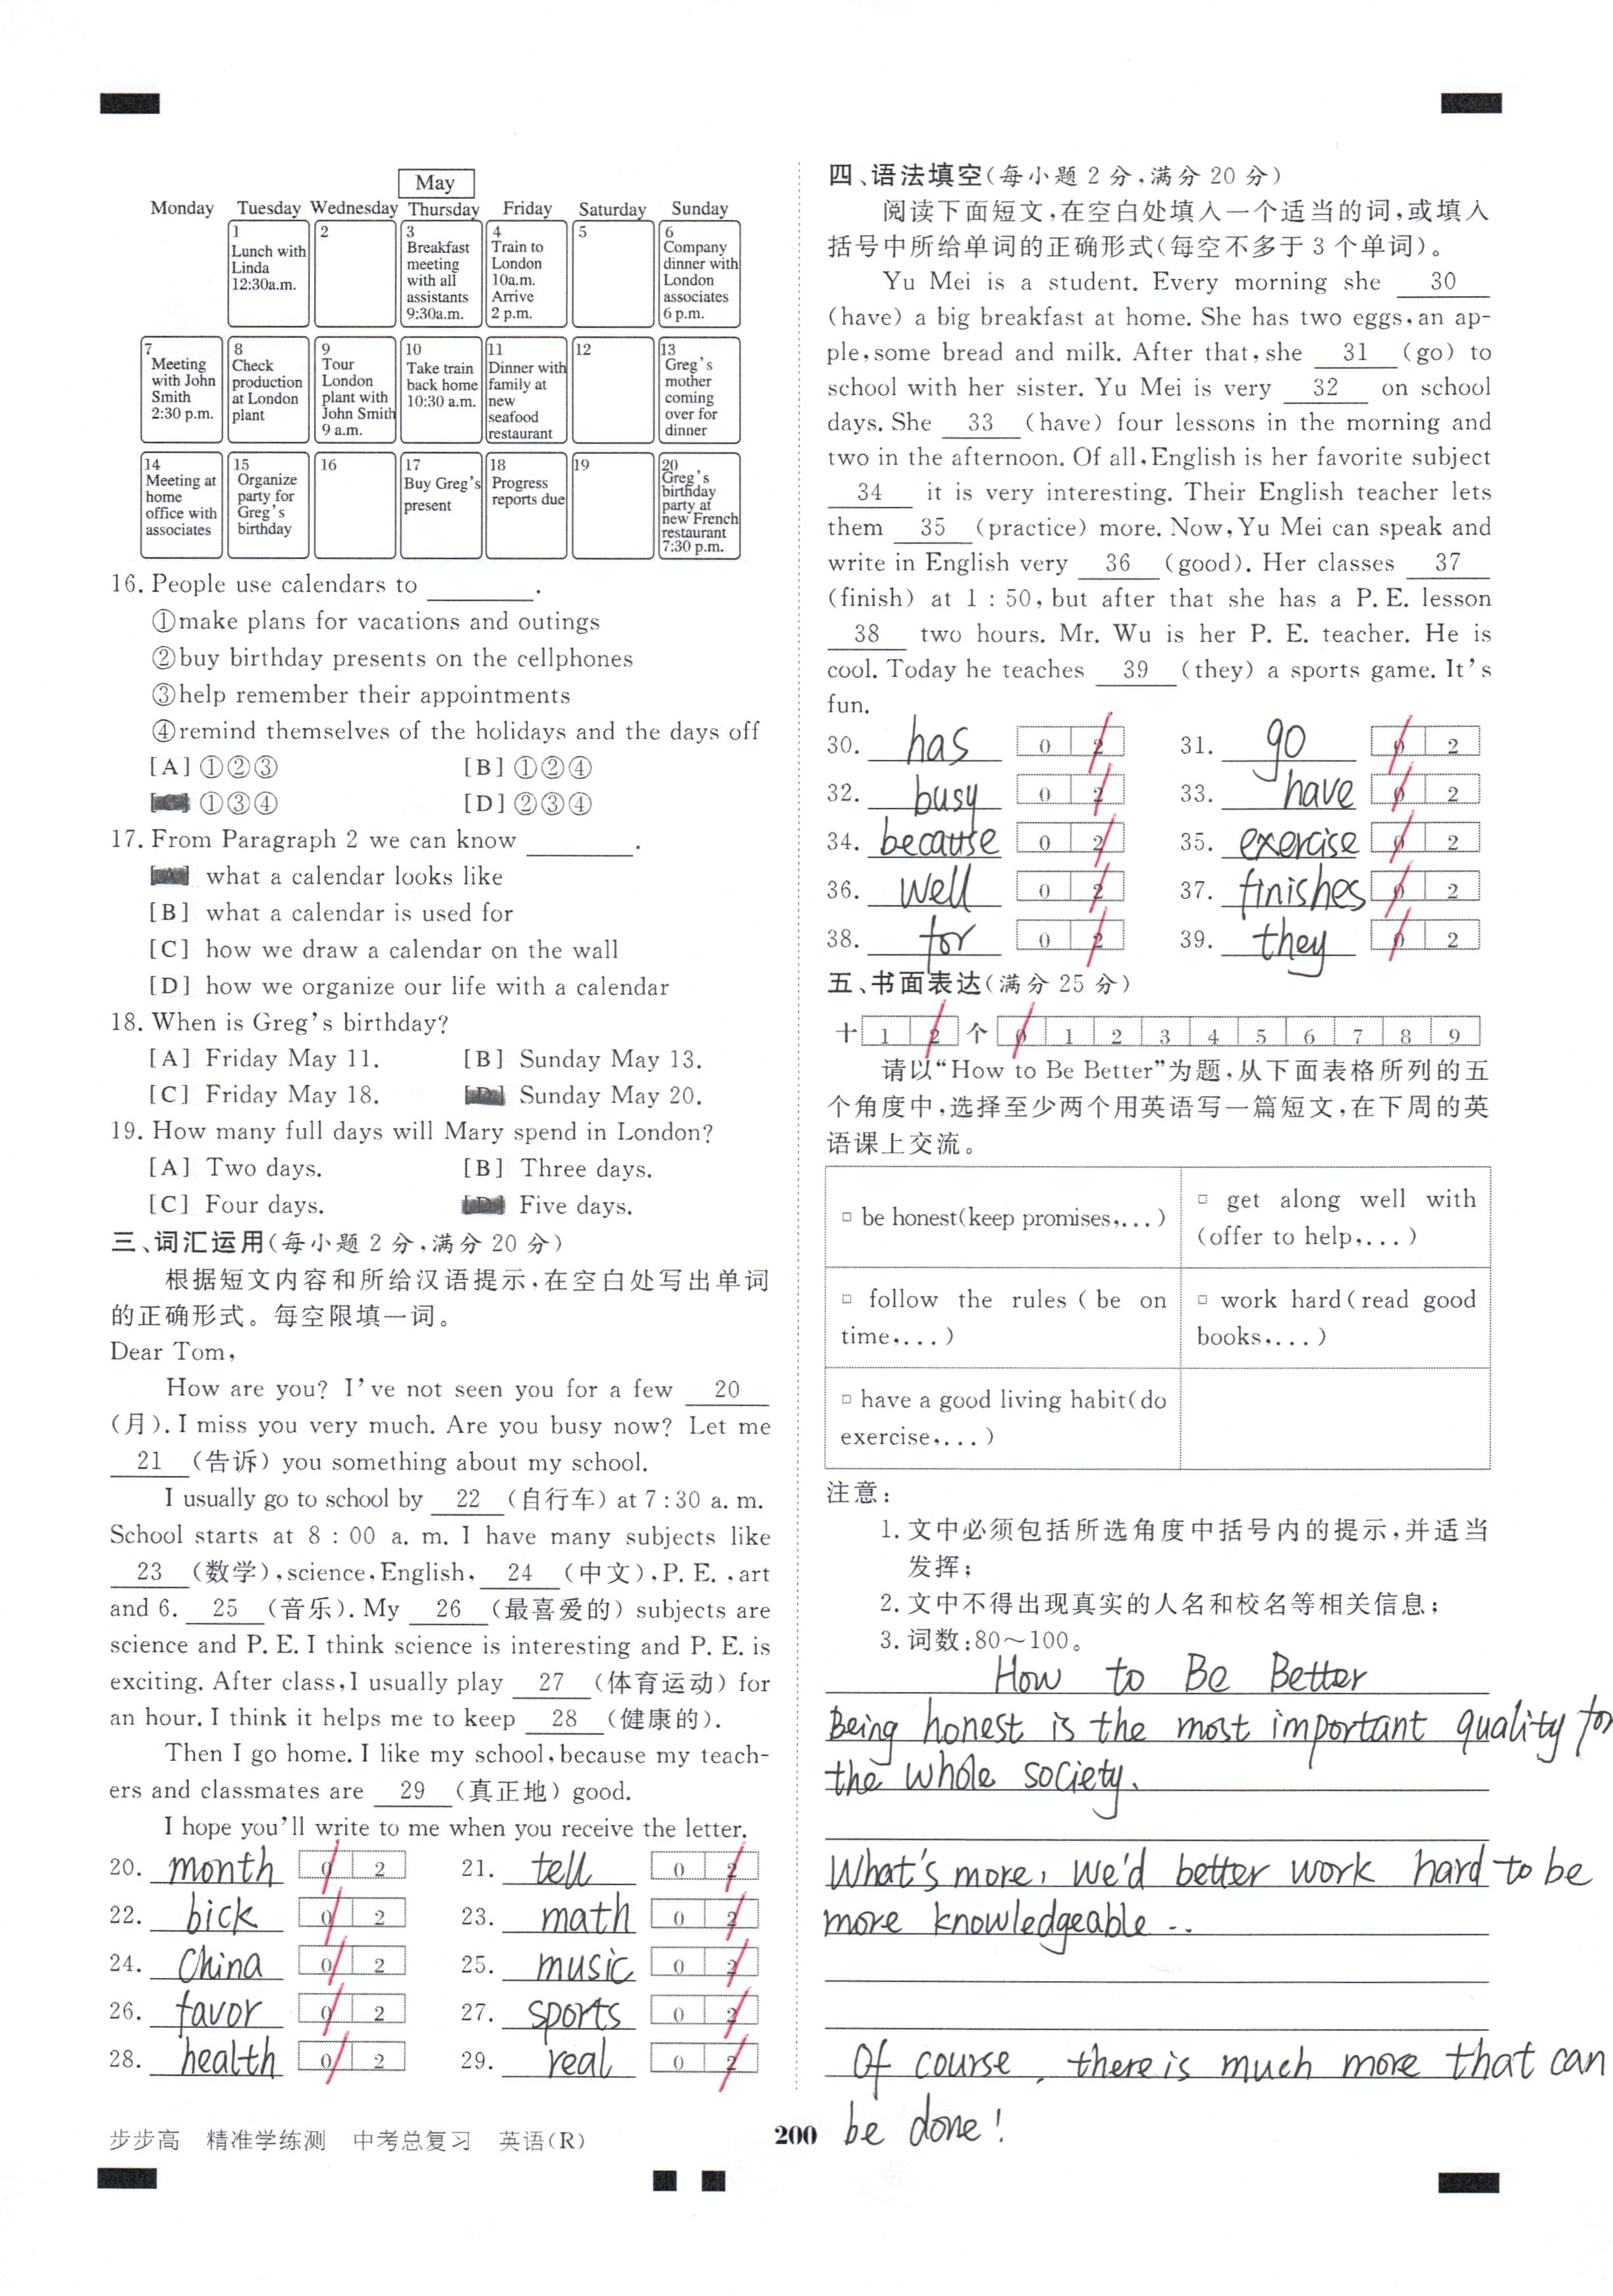 May
Monday Tuesday Wednesday Thursday Friday Saturday Sunday
1
Lunch with
Linda
12:30a.m.
2
3
Breakfast
meeting
with all
assistants
9:30a.m.
4
Train to
London
10a.m.
Arrive
2 p.m.
5
6
Company
dinner with
London
associates
6 p.m.
7
Meeting
with John
Smith
2:30 p.m.
8
Check
production
at London
plant
9
Tour
London
plant with
John Smith
9 a.m.
10
Take train
back home
10:30 a.m.
11
Dinner with
family at
new
seafood
restaurant
12
13
Greg's
mother
coming
over for
dinner
14
Meeting at
home
office with
associates
15
Organize
party for
Greg's
birthday
16
17
Buy Greg's
present
18
Progress
reports due
19
20
Greg's
birthday
party at
new French
restaurant
7:30 p.m.
16. People use calendars to ________.
①make plans for vacations and outings
②buy birthday presents on the cellphones
③help remember their appointments
④remind themselves of the holidays and the days off
[A] ①②③ [B] ①②④
[C] ①③④ [D] ②③④
17. From Paragraph 2 we can know ________.
[A] what a calendar looks like
[B] what a calendar is used for
[C] how we draw a calendar on the wall
[D] how we organize our life with a calendar
18. When is Greg's birthday?
[A] Friday May 11. [B] Sunday May 13.
[C] Friday May 18. [D] Sunday May 20.
19. How many full days will Mary spend in London?
[A] Two days. [B] Three days.
[C] Four days. [D] Five days.
三、词汇运用(每小题 2 分,满分 20 分)
根据短文内容和所给汉语提示,在空白处写出单词
的正确形式。每空限填一词。
Dear Tom,
How are you? I've not seen you for a few 20
(月). I miss you very much. Are you busy now? Let me
21 (告诉) you something about my school.
I usually go to school by 22 (自行车) at 7:30 a. m.
School starts at 8 : 00 a. m. I have many subjects like
23 (数学),science,English, 24 (中文),P. E. ,art
and 6. 25 (音乐). My 26 (最喜爱的) subjects are
science and P. E. I think science is interesting and P. E. is
exciting. After class,I usually play 27 (体育运动) for
an hour. I think it helps me to keep 28 (健康的).
Then I go home. I like my school,because my teach-
ers and classmates are 29 (真正地) good.
I hope you'll write to me when you receive the letter.
20. month 0 2 21. tell 0 2
22. bick 0 2 23. math 0 2
24. China 0 2 25. music 0 2
26. favor 0 2 27. sports 0 2
28. health 0 2 29. real 0 2
四、语法填空(每小题 2 分,满分 20 分)
阅读下面短文,在空白处填入一个适当的词,或填入
括号中所给单词的正确形式(每空不多于 3 个单词)。
Yu Mei is a student. Every morning she 30
(have) a big breakfast at home. She has two eggs,an ap-
ple,some bread and milk. After that,she 31 (go) to
school with her sister. Yu Mei is very 32 on school
days. She 33 (have) four lessons in the morning and
two in the afternoon. Of all,English is her favorite subject
34 it is very interesting. Their English teacher lets
them 35 (practice) more. Now,Yu Mei can speak and
write in English very 36 (good). Her classes 37
(finish) at 1 : 50,but after that she has a P. E. lesson
38 two hours. Mr. Wu is her P. E. teacher. He is
cool. Today he teaches 39 (they) a sports game. It's
fun.
30. has 0 2 31. go 0 2
32. busy 0 2 33. have 0 2
34. because 0 2 35. exercise 0 2
36. well 0 2 37. finishes 0 2
38. for 0 2 39. they 0 2
五、书面表达(满分 25 分)
十 1 2 个 0 1 2 3 4 5 6 7 8 9
请以“How to Be Better”为题,从下面表格所列的五
个角度中,选择至少两个用英语写一篇短文,在下周的英
语课上交流。
□ be honest(keep promises,...)
□ get along well with
(offer to help,...)
□ follow the rules ( be on
time,...)
□ work hard(read good
books,...)
□ have a good living habit(do
exercise,...)
注意:
1. 文中必须包括所选角度中括号内的提示,并适当
发挥;
2. 文中不得出现真实的人名和校名等相关信息;
3. 词数:80～100。
How to Be Better
Being honest is the most important quality for
the whole society.
What's more, we'd better work hard to be
more knowledgeable ..
Of course, there is much more that can
be done!
步步高 精准学练测 中考总复习 英语(R)
200